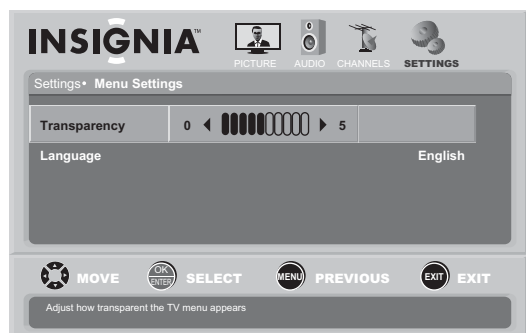 INSIGNIA™
PICTURE AUDIO CHANNELS SETTINGS
Settings• Menu Settings
Transparency 0 5
Language English
MOVE OK ENTER SELECT MENU PREVIOUS EXIT EXIT
Adjust how transparent the TV menu appears